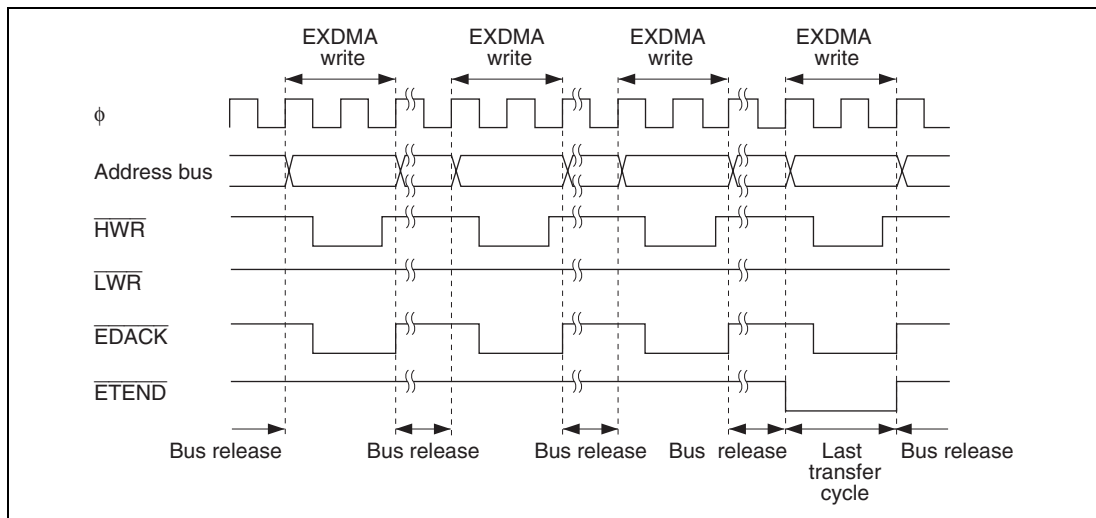 EXDMA
write
EXDMA
write
EXDMA
write
EXDMA
write
φ
Address bus
HWR
LWR
EDACK
ETEND
Bus release
Bus release
Bus release
Bus release
Last
transfer
cycle
Bus release